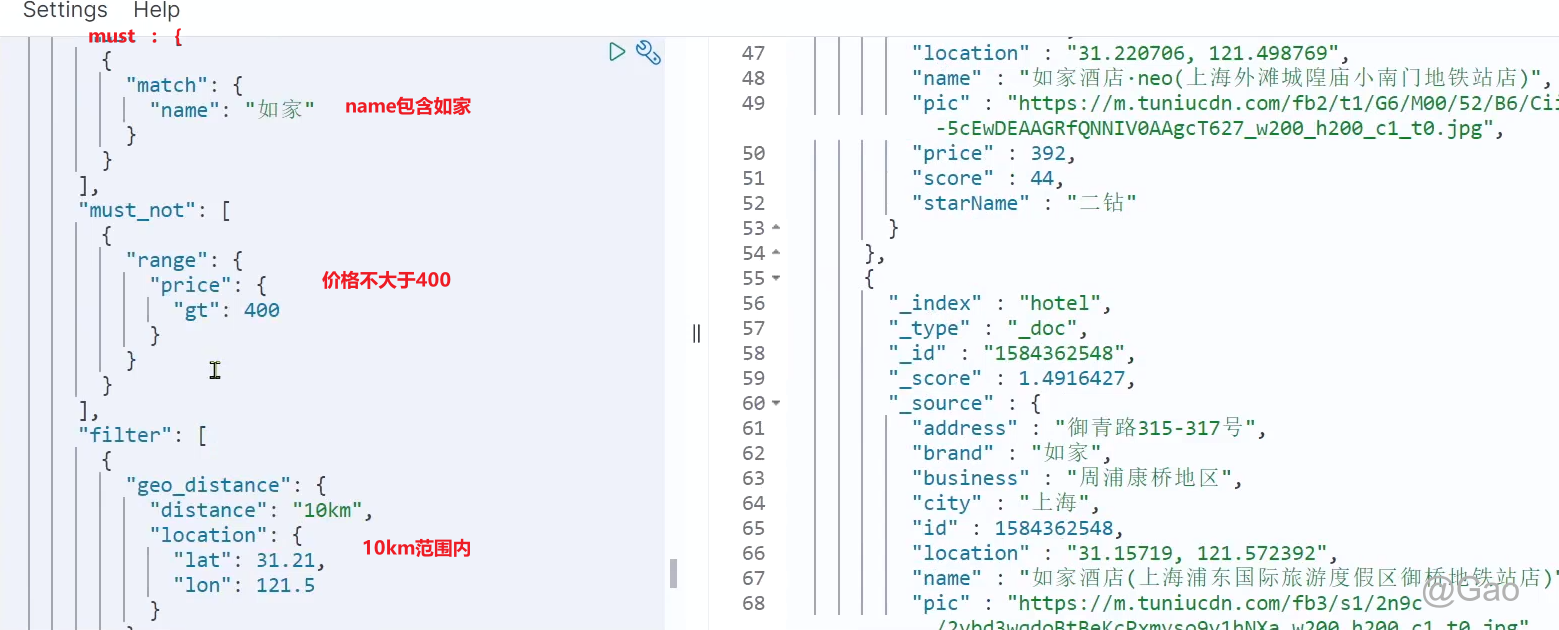 Settings Help
must : {
{
"match": {
"name": "如家" name包含如家
}
}
],
"must_not": [
{
"range": {
"price": { 价格不大于400
"gt": 400
}
}
}
],
"filter": [
{
"geo_distance": {
"distance": "10km",
"location": { 10km范围内
"lat": 31.21,
"lon": 121.5
}
47 "location" : "31.220706, 121.498769",
48 "name" : "如家酒店·neo(上海外滩城隍庙小南门地铁站店)",
49 "pic" : "https://m.tuniucdn.com/fb2/t1/G6/M00/52/B6/Cii
-5cEwDEAAGRfQNNIV0AAgcT627_w200_h200_c1_t0.jpg",
50 "price" : 392,
51 "score" : 44,
52 "starName" : "二钻"
53 }
54 },
55 {
56 "_index" : "hotel",
57 "_type" : "_doc",
58 "_id" : "1584362548",
59 "_score" : 1.4916427,
60 "_source" : {
61 "address" : "御青路315-317号",
62 "brand" : "如家",
63 "business" : "周浦康桥地区",
64 "city" : "上海",
65 "id" : 1584362548,
66 "location" : "31.15719, 121.572392",
67 "name" : "如家酒店(上海浦东国际旅游度假区御桥地铁站店)"
68 "pic" : "https://m.tuniucdn.com/fb3/s1/2n9c
@Gao